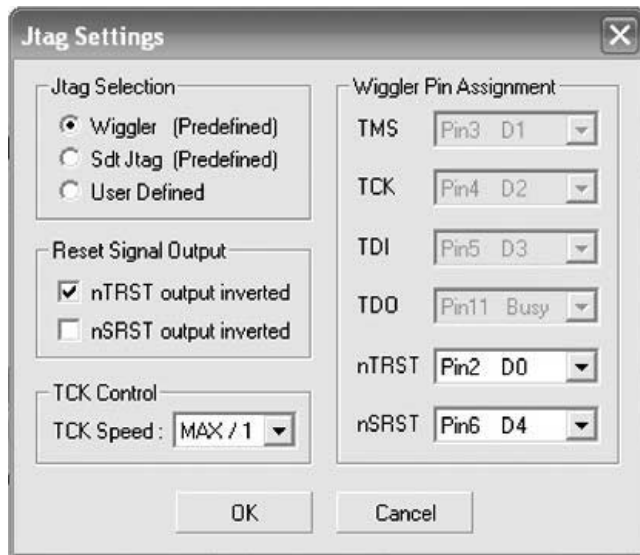 Jtag Settings
Jtag Selection
Wiggler (Predefined)
Sdt Jtag (Predefined)
User Defined
Reset Signal Output
nTRST output inverted
nSRST output inverted
TCK Control
TCK Speed : MAX / 1
Wiggler Pin Assignment
TMS Pin3 D1
TCK Pin4 D2
TDI Pin5 D3
TDO Pin11 Busy
nTRST Pin2 D0
nSRST Pin6 D4
OK Cancel